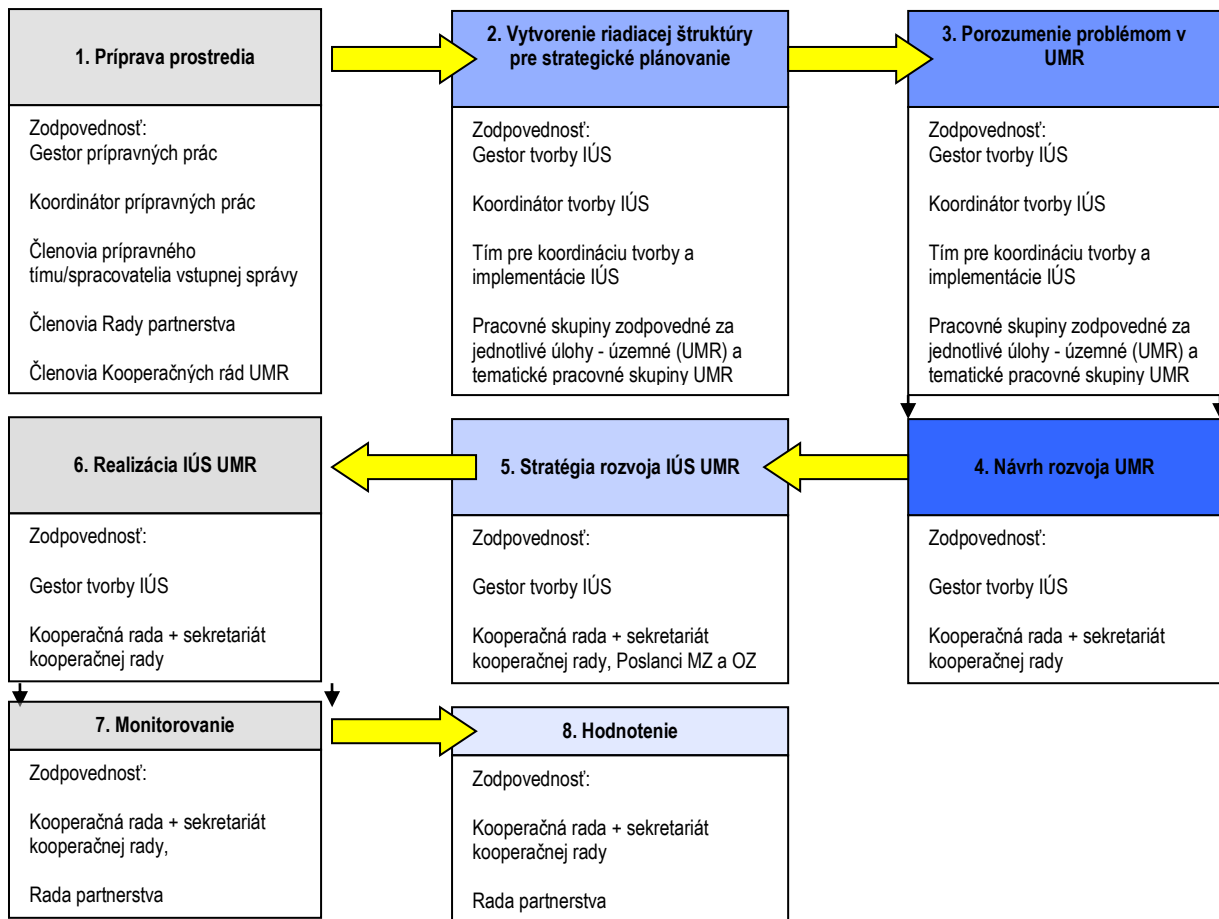 1. Príprava prostredia
Zodpovednosť:
Gestor prípravných prác
Koordinátor prípravných prác
Členovia prípravného
tímu/spracovatelia vstupnej správy
Členovia Rady partnerstva
Členovia Kooperačných rád UMR
2. Vytvorenie riadiacej štruktúry
pre strategické plánovanie
Zodpovednosť:
Gestor tvorby IÚS
Koordinátor tvorby IÚS
Tím pre koordináciu tvorby a
implementácie IÚS
Pracovné skupiny zodpovedné za
jednotlivé úlohy - územné (UMR) a
tematické pracovné skupiny UMR
3. Porozumenie problémom v
UMR
Zodpovednosť:
Gestor tvorby IÚS
Koordinátor tvorby IÚS
Tím pre koordináciu tvorby a
implementácie IÚS
Pracovné skupiny zodpovedné za
jednotlivé úlohy - územné (UMR) a
tematické pracovné skupiny UMR
4. Návrh rozvoja UMR
Zodpovednosť:
Gestor tvorby IÚS
Kooperačná rada + sekretariát
kooperačnej rady
5. Stratégia rozvoja IÚS UMR
Zodpovednosť:
Gestor tvorby IÚS
Kooperačná rada + sekretariát
kooperačnej rady, Poslanci MZ a OZ
6. Realizácia IÚS UMR
Zodpovednosť:
Gestor tvorby IÚS
Kooperačná rada + sekretariát
kooperačnej rady
7. Monitorovanie
Zodpovednosť:
Kooperačná rada + sekretariát
kooperačnej rady,
Rada partnerstva
8. Hodnotenie
Zodpovednosť:
Kooperačná rada + sekretariát
kooperačnej rady
Rada partnerstva